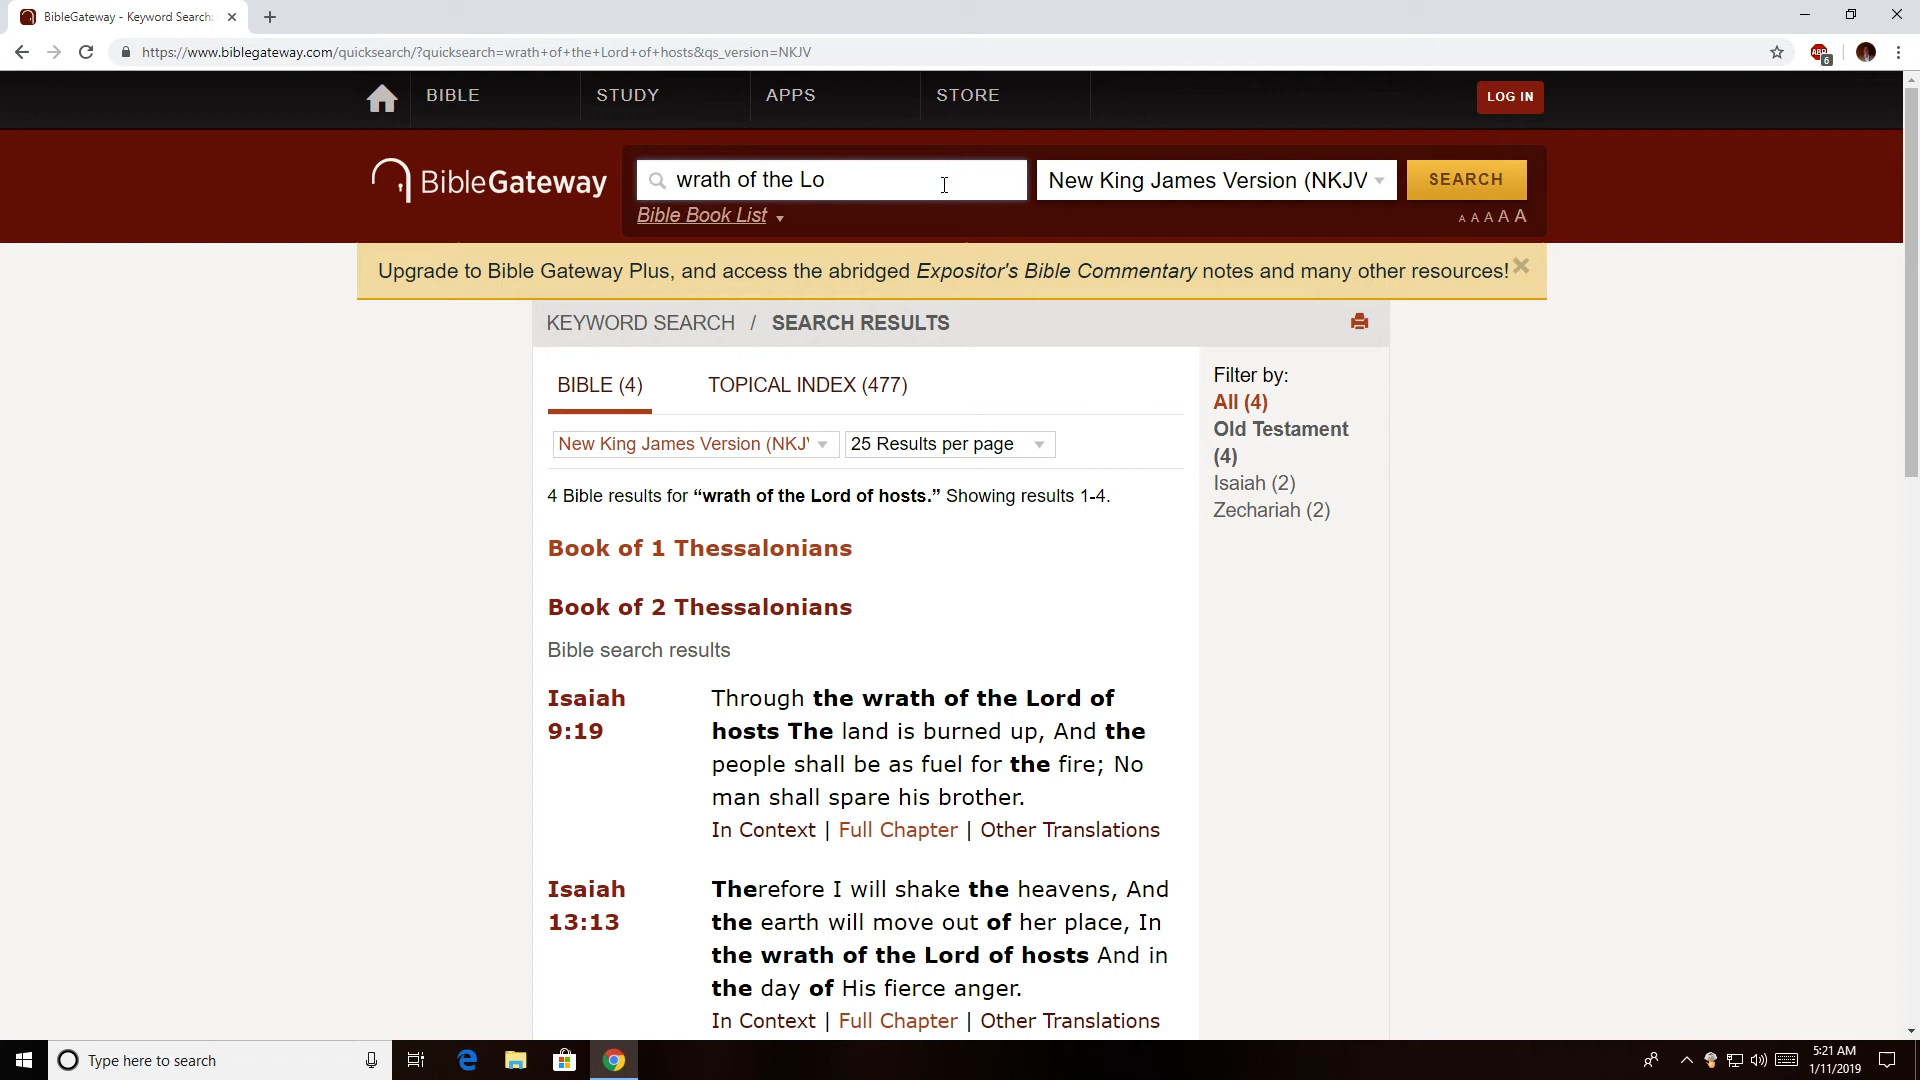 BibleGateway - Keyword Search:
https://www.biblegateway.com/quicksearch/?quicksearch=wrath+of+the+Lord+of+hosts&qs_version=NKJV
ABP
6
BIBLE
STUDY
APPS
STORE
LOG IN
BibleGateway
wrath of the Lo
New King James Version (NKJV
SEARCH
Bible Book List
A A A A A
Upgrade to Bible Gateway Plus, and access the abridged Expositor's Bible Commentary notes and many other resources!
KEYWORD SEARCH / SEARCH RESULTS
BIBLE (4)
TOPICAL INDEX (477)
New King James Version (NKJV
25 Results per page
4 Bible results for “wrath of the Lord of hosts.” Showing results 1-4.
Book of 1 Thessalonians
Book of 2 Thessalonians
Bible search results
Isaiah
9:19
Through the wrath of the Lord of
hosts The land is burned up, And the
people shall be as fuel for the fire; No
man shall spare his brother.
In Context | Full Chapter | Other Translations
Isaiah
13:13
Therefore I will shake the heavens, And
the earth will move out of her place, In
the wrath of the Lord of hosts And in
the day of His fierce anger.
In Context | Full Chapter | Other Translations
Filter by:
All (4)
Old Testament
(4)
Isaiah (2)
Zechariah (2)
Type here to search
5:21 AM
1/11/2019